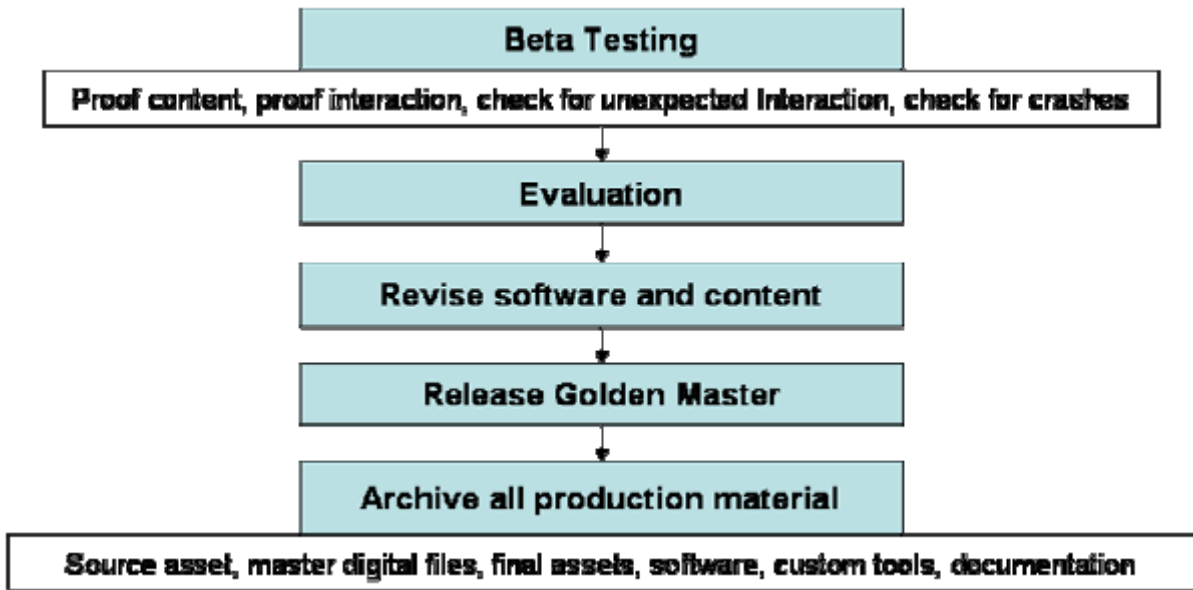 Beta Testing
Proof content, proof interaction, check for unexpected Interaction, check for crashes
Evaluation
Revise software and content
Release Golden Master
Archive all production material
Source asset, master digital files, final assets, software, custom tools, documentation